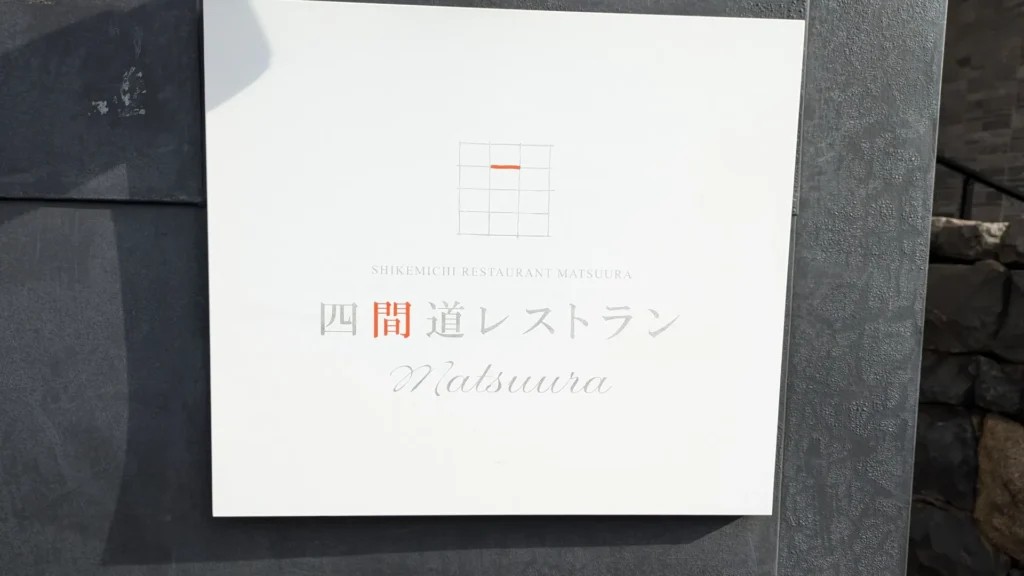 SHIKEMICHI RESTAURANT MATSUURA
四間道レストラン
Matsuura